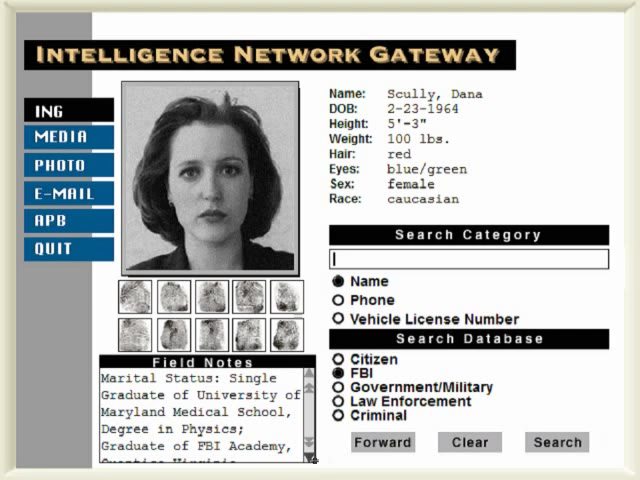 INTELLIGENCE NETWORK GATEWAY
ING
MEDIA
PHOTO
E-MAIL
APB
QUIT
Name: Scully, Dana
DOB: 2-23-1964
Height: 5'-3"
Weight: 100 lbs.
Hair: red
Eyes: blue/green
Sex: female
Race: caucasian
Search Category
Name
Phone
Vehicle License Number
Search Database
Citizen
FBI
Government/Military
Law Enforcement
Criminal
Forward Clear Search
Field Notes
Marital Status: Single
Graduate of University of
Maryland Medical School,
Degree in Physics;
Graduate of FBI Academy,